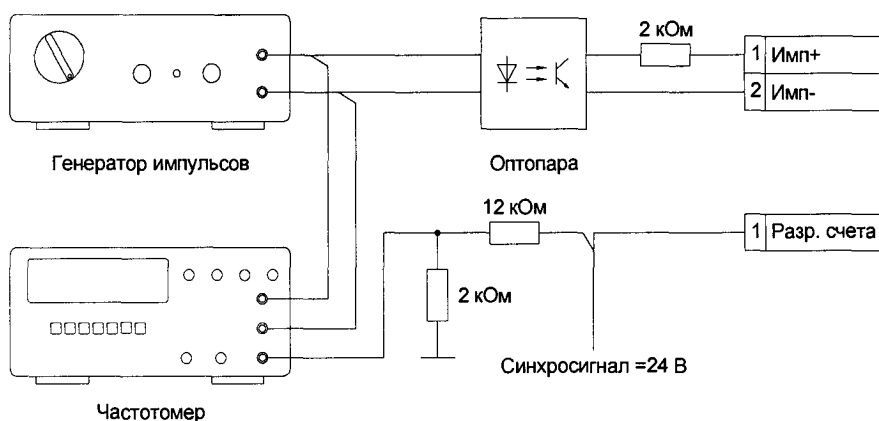 2 кОм
1 Имп+
2 Имп-
Генератор импульсов
Оптопара
12 кОм
1 Разр. счета
2 кОм
Синхросигнал =24 В
Частотомер